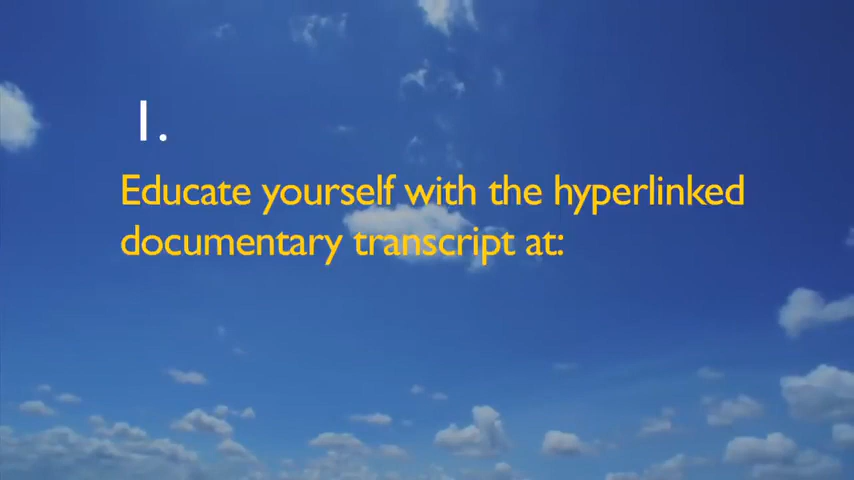 1.
Educate yourself with the hyperlinked
documentary transcript at: